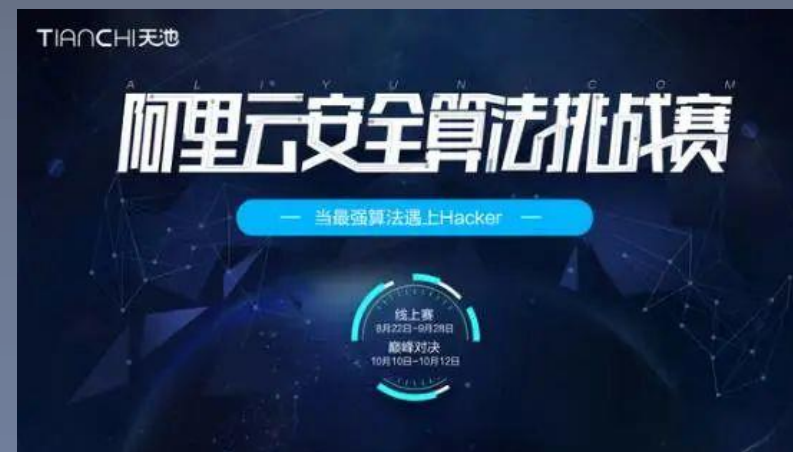 TIANCHI天池
ALIYUN.COM
阿里云安全算法挑战赛
当最强算法遇上Hacker
线上赛
8月22日-9月28日
巅峰对决
10月10日-10月12日